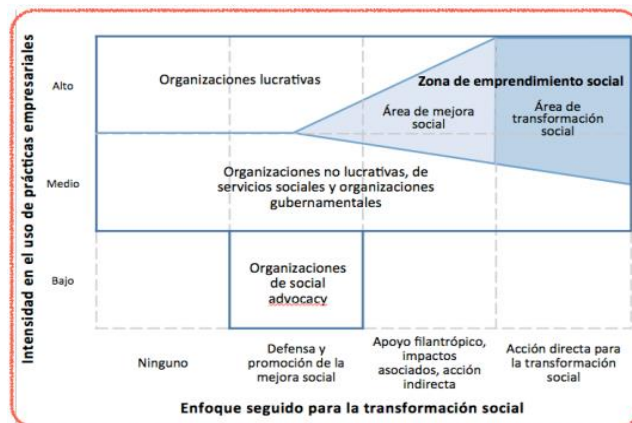 Intensidad en el uso de prácticas empresariales
Alto
Medio
Bajo
Organizaciones lucrativas
Zona de emprendimiento social
Área de mejora
social
Área de
transformación
social
Organizaciones no lucrativas, de
servicios sociales y organizaciones
gubernamentales
Organizaciones
de social
advocacy
Ninguno
Defensa y
promoción de la
mejora social
Apoyo filantrópico,
impactos
asociados, acción
indirecta
Acción directa para
la transformación
social
Enfoque seguido para la transformación social